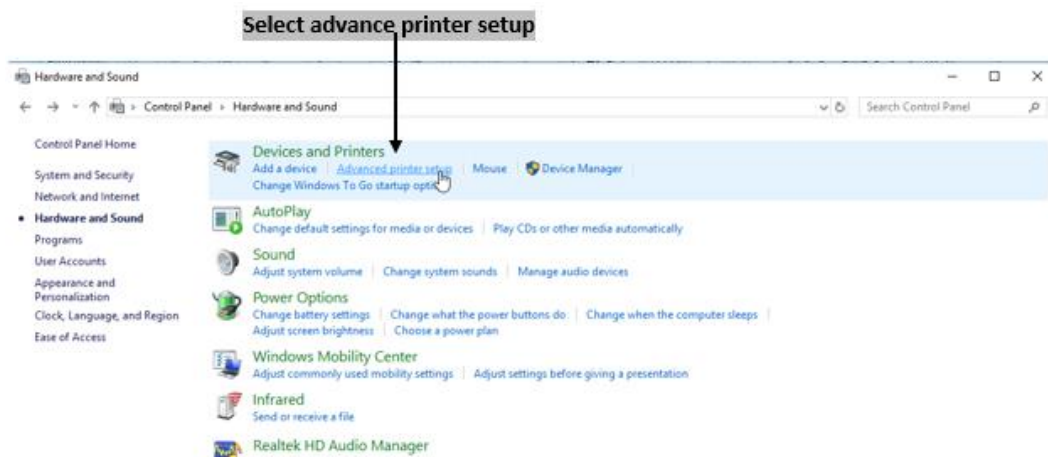 Select advance printer setup
Hardware and Sound
Control Panel > Hardware and Sound
Search Control Panel
Control Panel Home
System and Security
Network and Internet
Hardware and Sound
Programs
User Accounts
Appearance and
Personalization
Clock, Language, and Region
Ease of Access
Devices and Printers
Add a device | Advanced printer setup | Mouse | Device Manager
Change Windows To Go startup
AutoPlay
Change default settings for media or devices | Play CDs or other media automatically
Sound
Adjust system volume | Change system sounds | Manage audio devices
Power Options
Change battery settings | Change what the power buttons do | Change when the computer sleeps
Adjust screen brightness | Choose a power plan
Windows Mobility Center
Adjust commonly used mobility settings | Adjust settings before giving a presentation
Infrared
Send or receive a file
Realtek HD Audio Manager